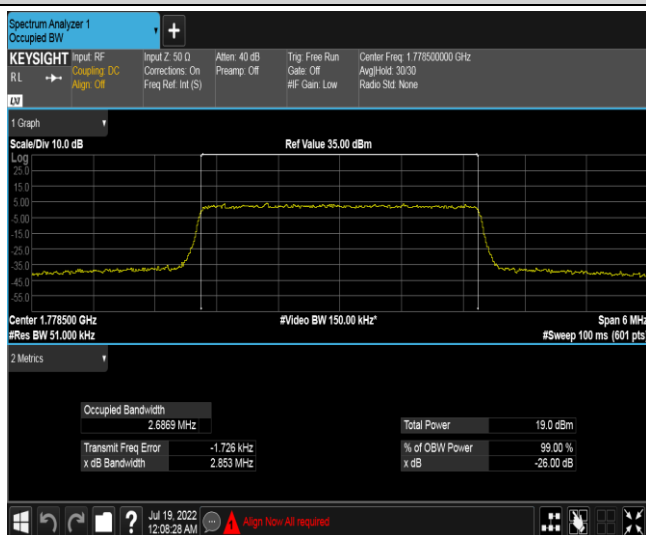 Spectrum Analyzer 1
Occupied BW
+
KEYSIGHT
RL
LXI
Input: RF
Coupling: DC
Align: Off
Input Z: 50 Ω
Corrections: On
Freq Ref: Int (S)
Atten: 40 dB
Preamp: Off
Trig: Free Run
Gate: Off
#IF Gain: Low
Center Freq: 1.778500000 GHz
Avg|Hold: 30/30
Radio Std: None
1 Graph
Scale/Div 10.0 dB
Ref Value 35.00 dBm
Log
25.0
15.0
5.00
-5.00
-15.0
-25.0
-35.0
-45.0
-55.0
Center 1.778500 GHz
#Video BW 150.00 kHz*
Span 6 MHz
#Res BW 51.000 kHz
#Sweep 100 ms (601 pts)
2 Metrics
Occupied Bandwidth
2.6869 MHz
Total Power 19.0 dBm
Transmit Freq Error -1.726 kHz
% of OBW Power 99.00 %
x dB Bandwidth 2.853 MHz
x dB -26.00 dB
?
Jul 19, 2022
12:08:28 AM
Align Now All required